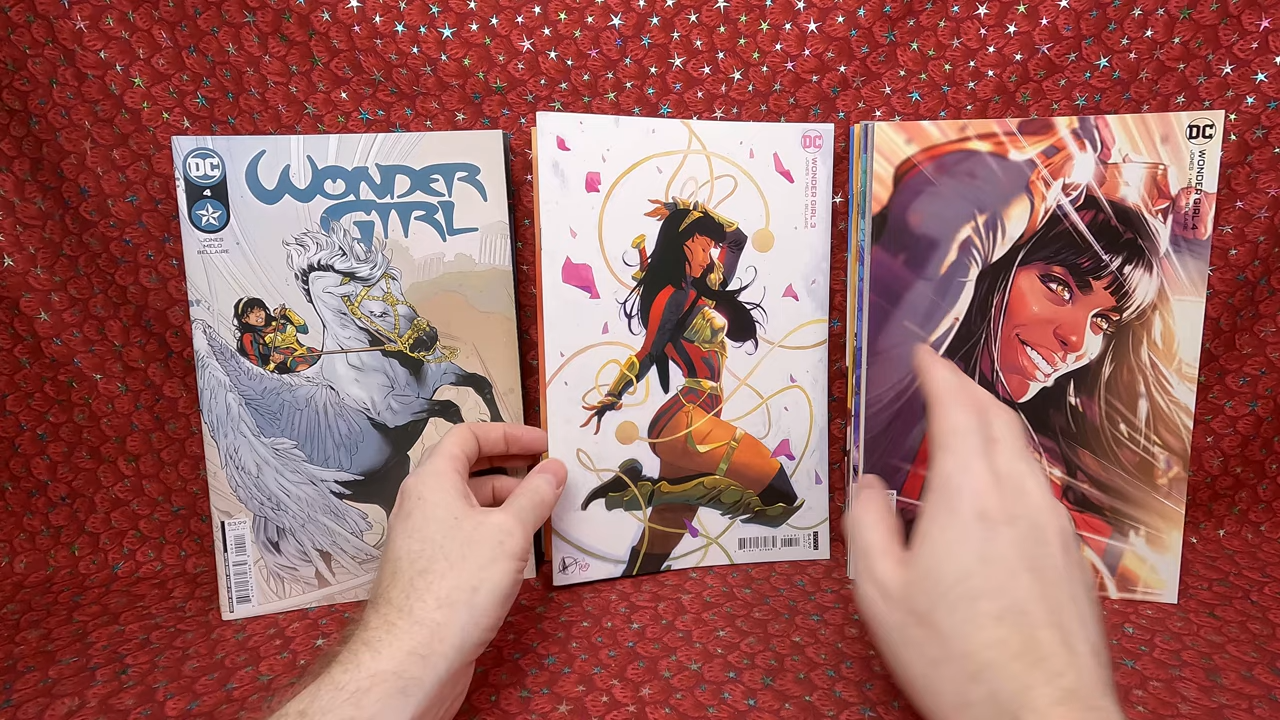 DC
4
JONES
MELO
BELLAIRE
WONDER
GIRL
$3.99
DC
WONDER GIRL 3
JONES • MELO • BELLAIRE
DC
WONDER GIRL 4
JONES • MELO • BELLAIRE